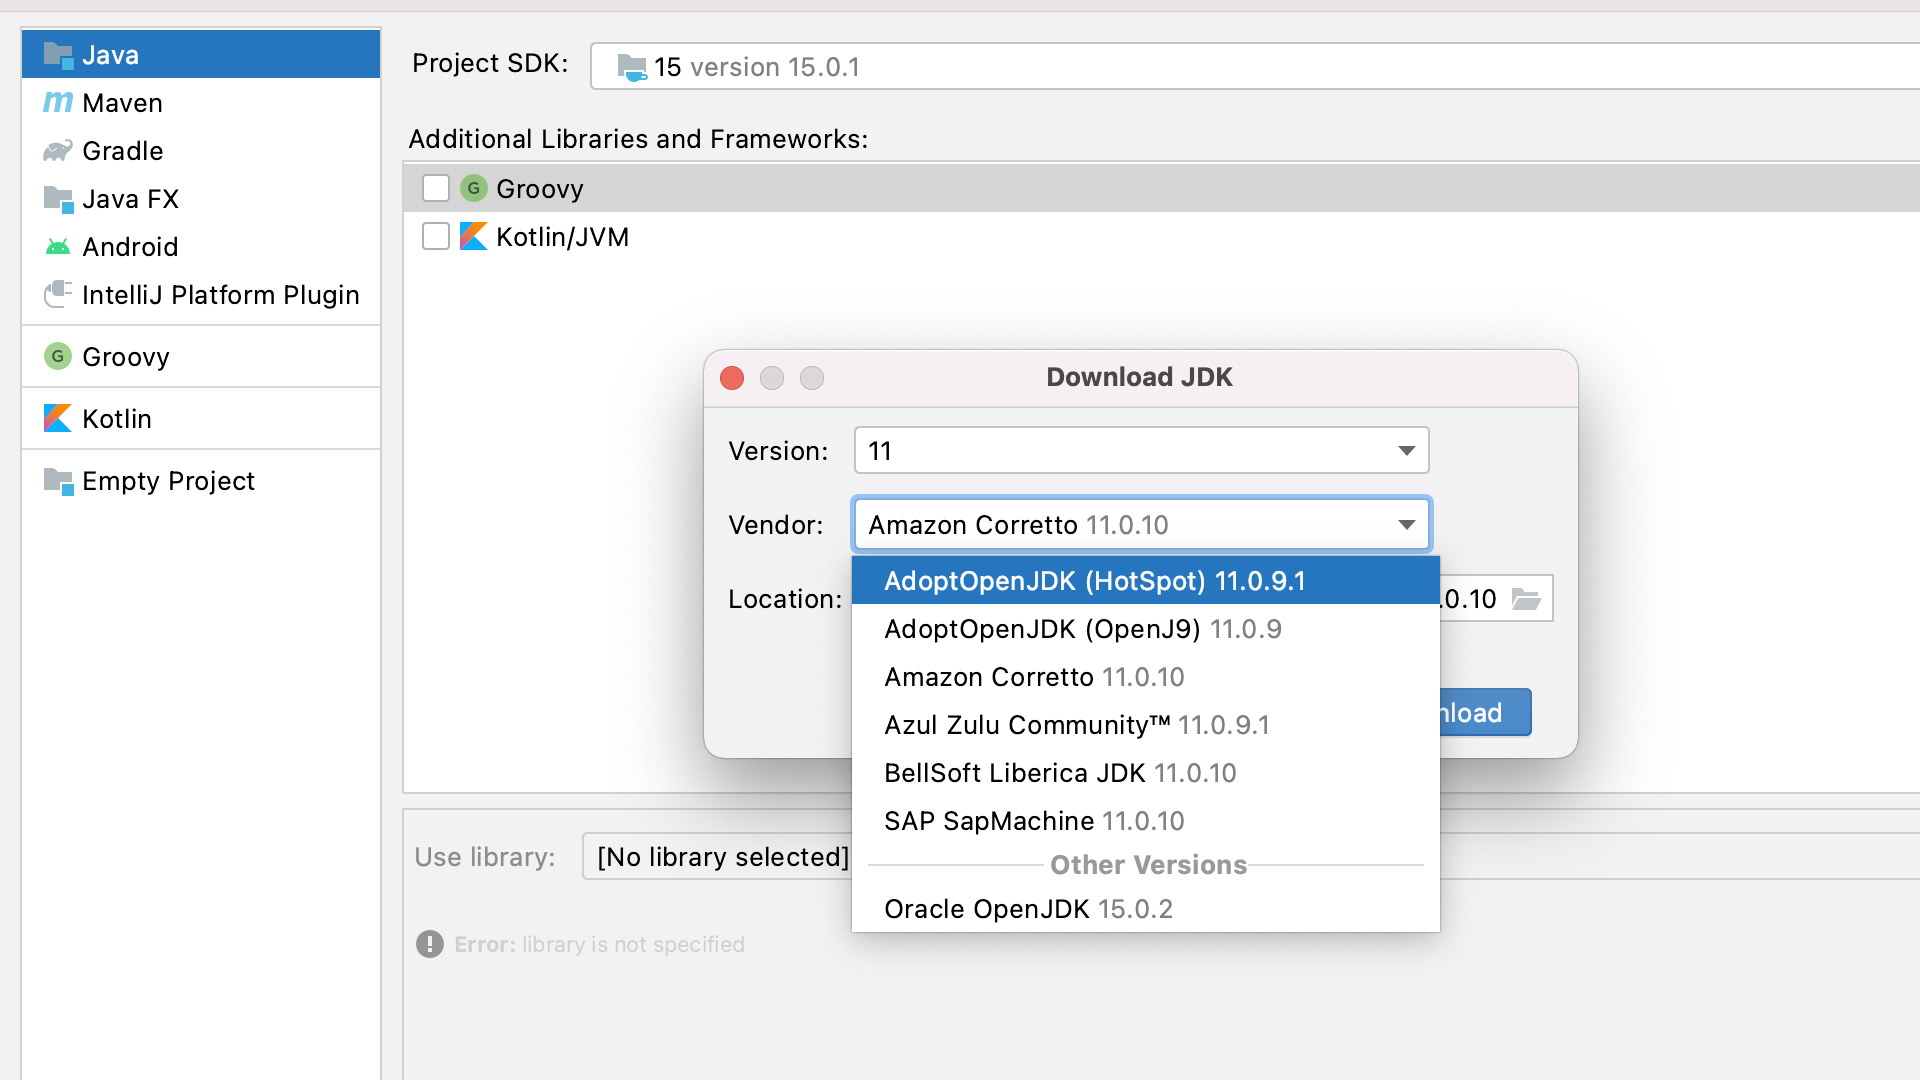 Java
Maven
Gradle
Java FX
Android
IntelliJ Platform Plugin
Groovy
Kotlin
Empty Project
Project SDK: 15 version 15.0.1
Additional Libraries and Frameworks:
G Groovy
Kotlin/JVM
Download JDK
Version: 11
Vendor: Amazon Corretto 11.0.10
Location: .0.10
AdoptOpenJDK (HotSpot) 11.0.9.1
AdoptOpenJDK (OpenJ9) 11.0.9
Amazon Corretto 11.0.10
Azul Zulu Community™ 11.0.9.1
BellSoft Liberica JDK 11.0.10
SAP SapMachine 11.0.10
Other Versions
Oracle OpenJDK 15.0.2
nload
Use library: [No library selected]
Error: library is not specified